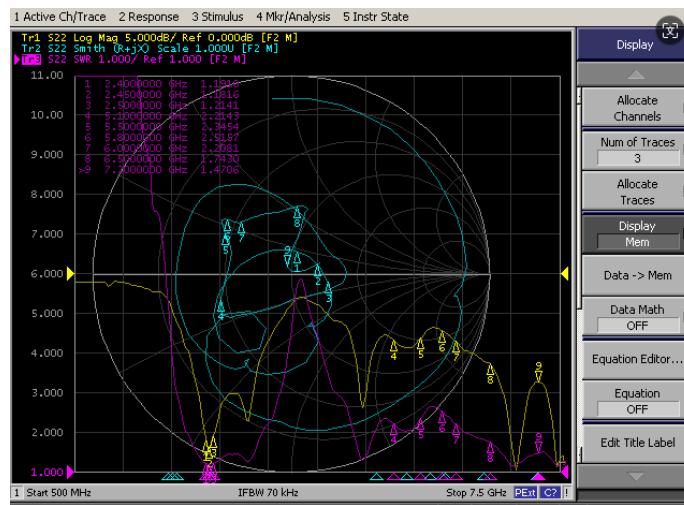 1 Active Ch/Trace 2 Response 3 Stimulus 4 Mkr/Analysis 5 Instr State
Tr1 S22 Log Mag 5.000dB/ Ref 0.000dB [F2 M]
Tr2 S22 Smith (R+jX) Scale 1.000U [F2 M]
Tr3 S22 SWR 1.000/ Ref 1.000 [F2 M]
11.00
10.00
9.000
8.000
7.000
6.000
5.000
4.000
3.000
2.000
1.000
1 2.4000000 GHz
2 2.4500000 GHz 1.1816
3 2.5000000 GHz 1.2141
4 5.1000000 GHz 2.2143
5 5.5000000 GHz 2.3454
6 5.8000000 GHz 2.5157
7 6.0000000 GHz 2.2081
8 6.5000000 GHz 1.7430
>9 GHz 1.4706
1 Start 500 MHz
IFBW 70 kHz
Stop 7.5 GHz PExt C? !
Display
Allocate
Channels
Num of Traces
3
Allocate
Traces
Display
Mem
Data -> Mem
Data Math
OFF
Equation Editor...
Equation
OFF
Edit Title Label